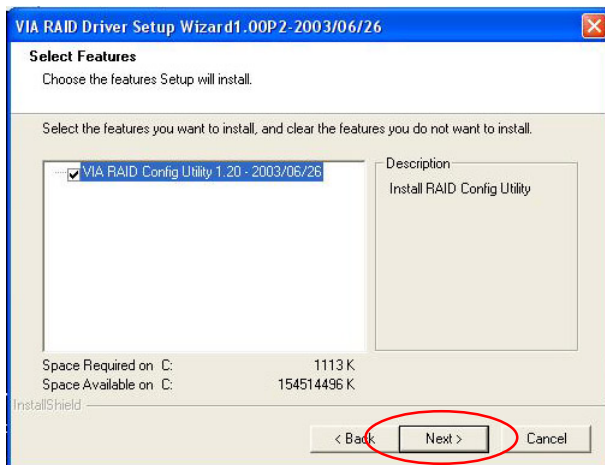 VIA RAID Driver Setup Wizard1.00P2-2003/06/26
Select Features
Choose the features Setup will install.
Select the features you want to install, and clear the features you do not want to install.
VIA RAID Config Utility 1.20 - 2003/06/26
Description
Install RAID Config Utility
Space Required on C: 1113 K
Space Available on C: 154514496 K
InstallShield
< Back Next > Cancel